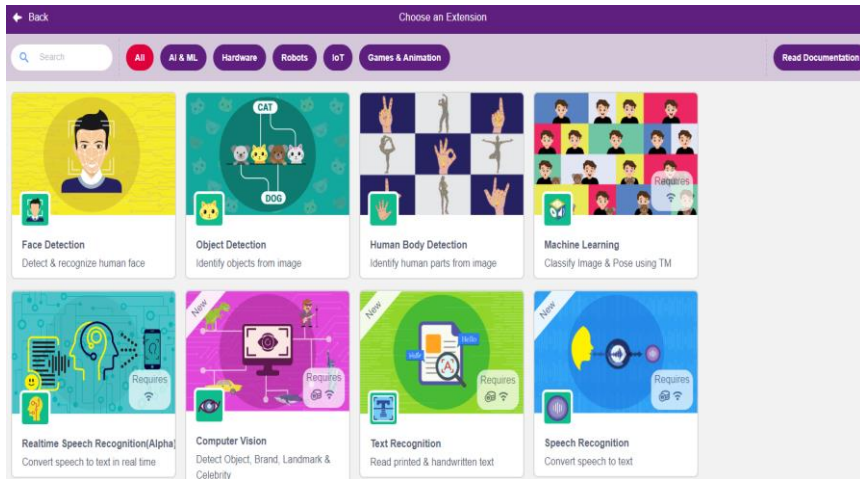 Back
Choose an Extension
Search
All
AI & ML
Hardware
Robots
IoT
Games & Animation
Read Documentation
CAT
DOG
Requires
Face Detection
Detect & recognize human face
Object Detection
Identify objects from image
Human Body Detection
Identify human parts from image
Machine Learning
Classify Image & Pose using TM
Requires
New
Requires
New
Hello
Hello
A
Requires
New
Requires
Realtime Speech Recognition(Alpha)
Convert speech to text in real time
Computer Vision
Detect Object, Brand, Landmark &
Celebrity
Text Recognition
Read printed & handwritten text
Speech Recognition
Convert speech to text